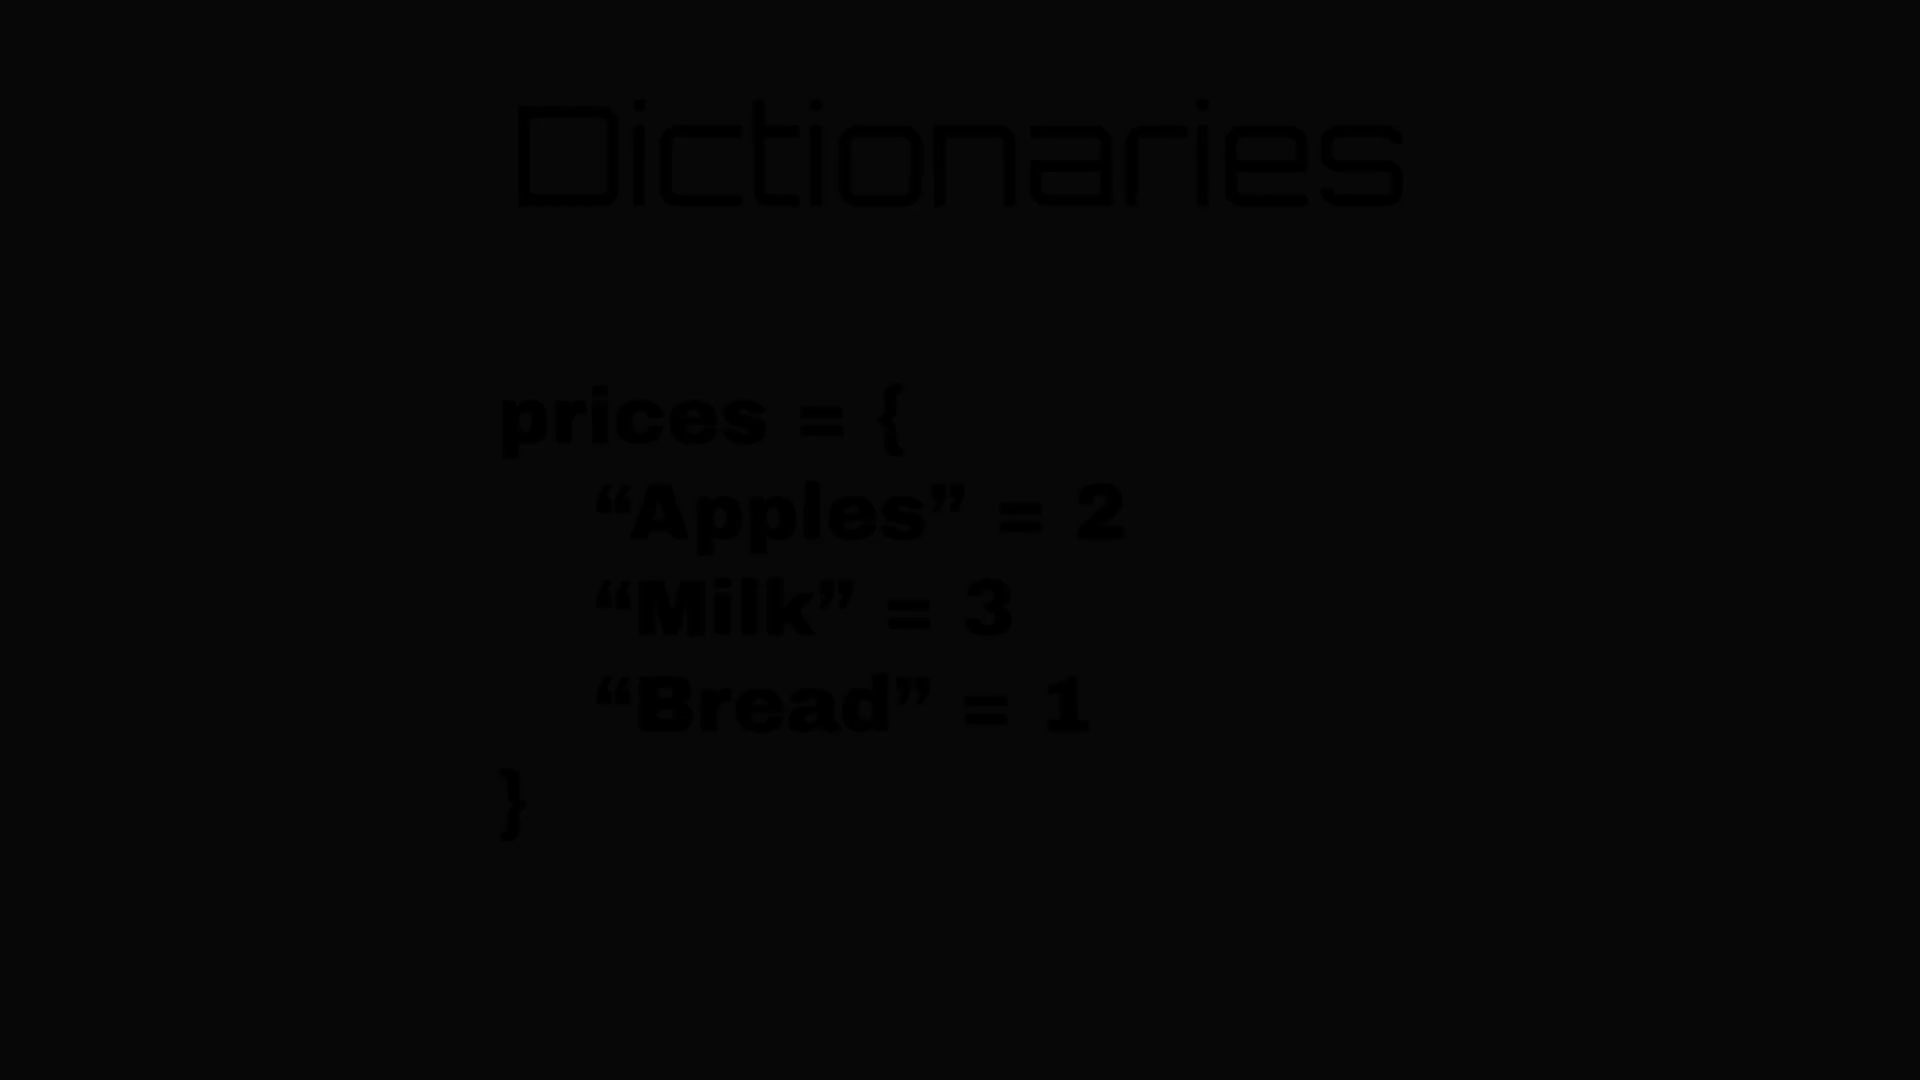 Dictionaries
prices = {
“Apples” = 2
“Milk” = 3
“Bread” = 1
}